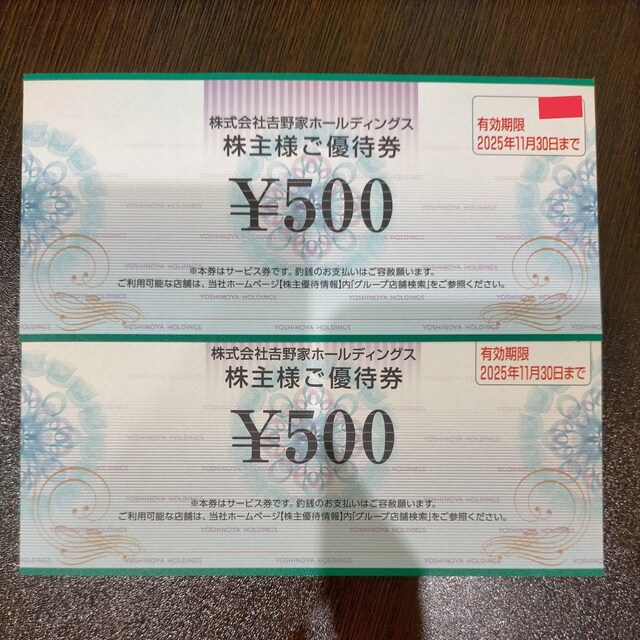 株式会社吉野家ホールディングス
株主様ご優待券
¥500
有効期限
2025年11月30日まで
YOSHINOYA HOLDINGS
※本券はサービス券です。釣銭のお支払いはご容赦願います。
ご利用可能な店舗は、当社ホームページ【株主優待情報】内「グループ店舗検索」をご参照ください。
YOSHINOYA HOLDINGS
株式会社吉野家ホールディングス
株主様ご優待券
¥500
有効期限
2025年11月30日まで
YOSHINOYA HOLDINGS
※本券はサービス券です。釣銭のお支払いはご容赦願います。
ご利用可能な店舗は、当社ホームページ【株主優待情報】内「グループ店舗検索」をご参照ください。
YOSHINOYA HOLDINGS